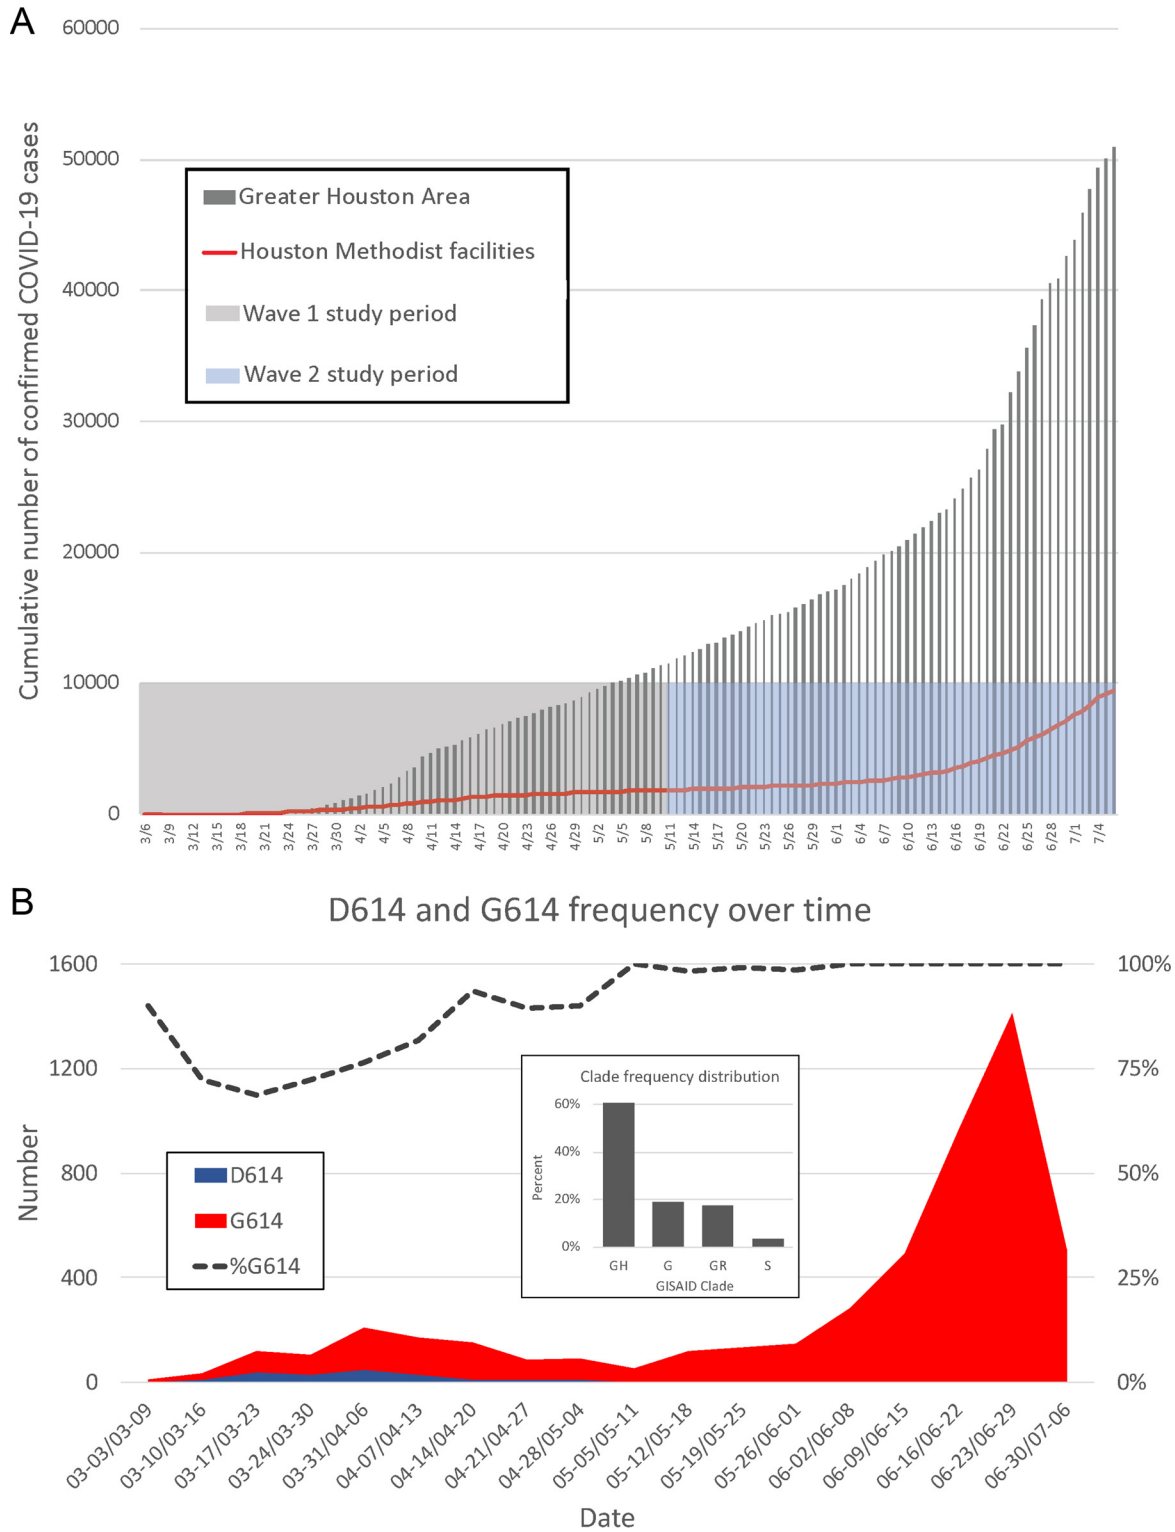 A
60000
50000
40000
30000
20000
10000
0
Cumulative number of confirmed COVID-19 cases
Greater Houston Area
Houston Methodist facilities
Wave 1 study period
Wave 2 study period
3/6 3/9 3/12 3/15 3/18 3/21 3/24 3/27 3/30 4/2 4/5 4/8 4/11 4/14 4/17 4/20 4/23 4/26 4/29 5/2 5/5 5/8 5/11 5/14 5/17 5/20 5/23 5/26 5/29 6/1 6/4 6/7 6/10 6/13 6/16 6/19 6/22 6/25 6/28 7/1 7/4
B
D614 and G614 frequency over time
1600
1200
800
400
0
Number
100%
75%
50%
25%
0%
D614
G614
%G614
Clade frequency distribution
60%
40%
20%
0%
Percent
GH G GR S
GISAID Clade
03-03/03-09
03-10/03-16
03-17/03-23
03-24/03-30
03-31/04-06
04-07/04-13
04-14/04-20
04-21/04-27
04-28/05-04
05-05/05-11
05-12/05-18
05-19/05-25
05-26/06-01
06-02/06-08
06-09/06-15
06-16/06-22
06-23/06-29
06-30/07-06
Date